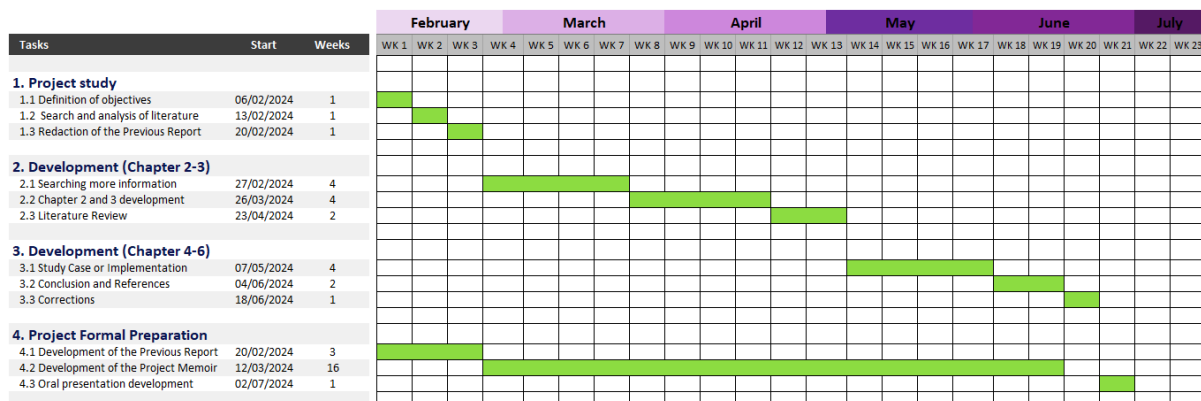 February March April May June July
Tasks Start Weeks WK 1 WK 2 WK 3 WK 4 WK 5 WK 6 WK 7 WK 8 WK 9 WK 10 WK 11 WK 12 WK 13 WK 14 WK 15 WK 16 WK 17 WK 18 WK 19 WK 20 WK 21 WK 22 WK 23
1. Project study
1.1 Definition of objectives 06/02/2024 1
1.2 Search and analysis of literature 13/02/2024 1
1.3 Redaction of the Previous Report 20/02/2024 1
2. Development (Chapter 2-3)
2.1 Searching more information 27/02/2024 4
2.2 Chapter 2 and 3 development 26/03/2024 4
2.3 Literature Review 23/04/2024 2
3. Development (Chapter 4-6)
3.1 Study Case or Implementation 07/05/2024 4
3.2 Conclusion and References 04/06/2024 2
3.3 Corrections 18/06/2024 1
4. Project Formal Preparation
4.1 Development of the Previous Report 20/02/2024 3
4.2 Development of the Project Memoir 12/03/2024 16
4.3 Oral presentation development 02/07/2024 1